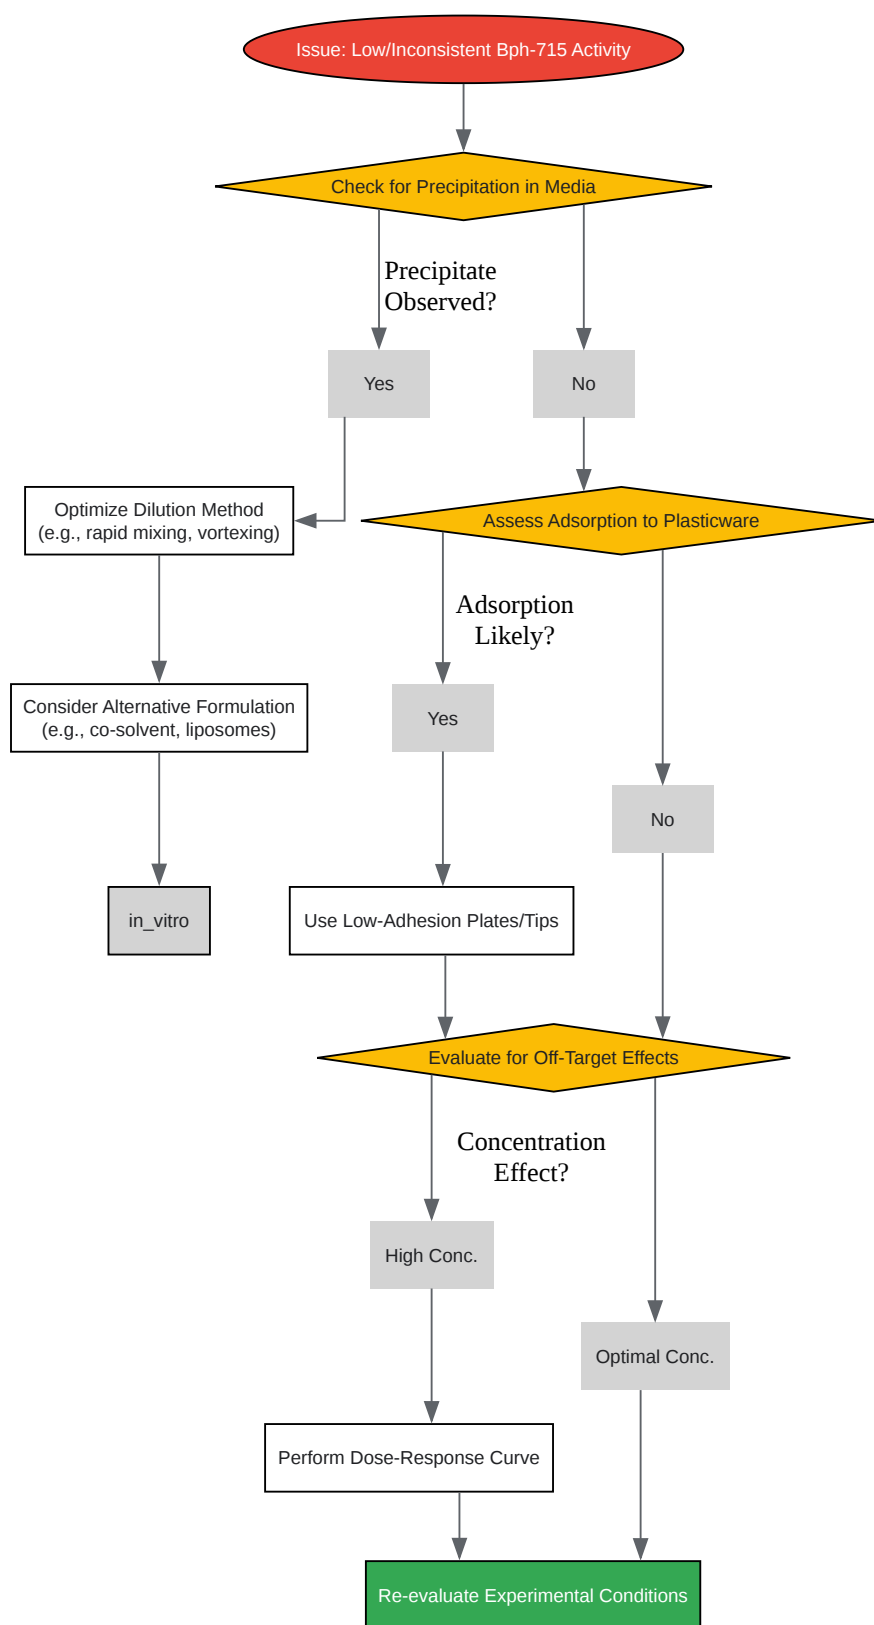 Issue: Low/Inconsistent Bph-715 Activity
Check for Precipitation in Media
Precipitate
Observed?
Yes
No
Optimize Dilution Method
(e.g., rapid mixing, vortexing)
Assess Adsorption to Plasticware
Adsorption
Likely?
Consider Alternative Formulation
(e.g., co-solvent, liposomes)
Yes
No
in_vitro
Use Low-Adhesion Plates/Tips
Evaluate for Off-Target Effects
Concentration
Effect?
High Conc.
Optimal Conc.
Perform Dose-Response Curve
Re-evaluate Experimental Conditions